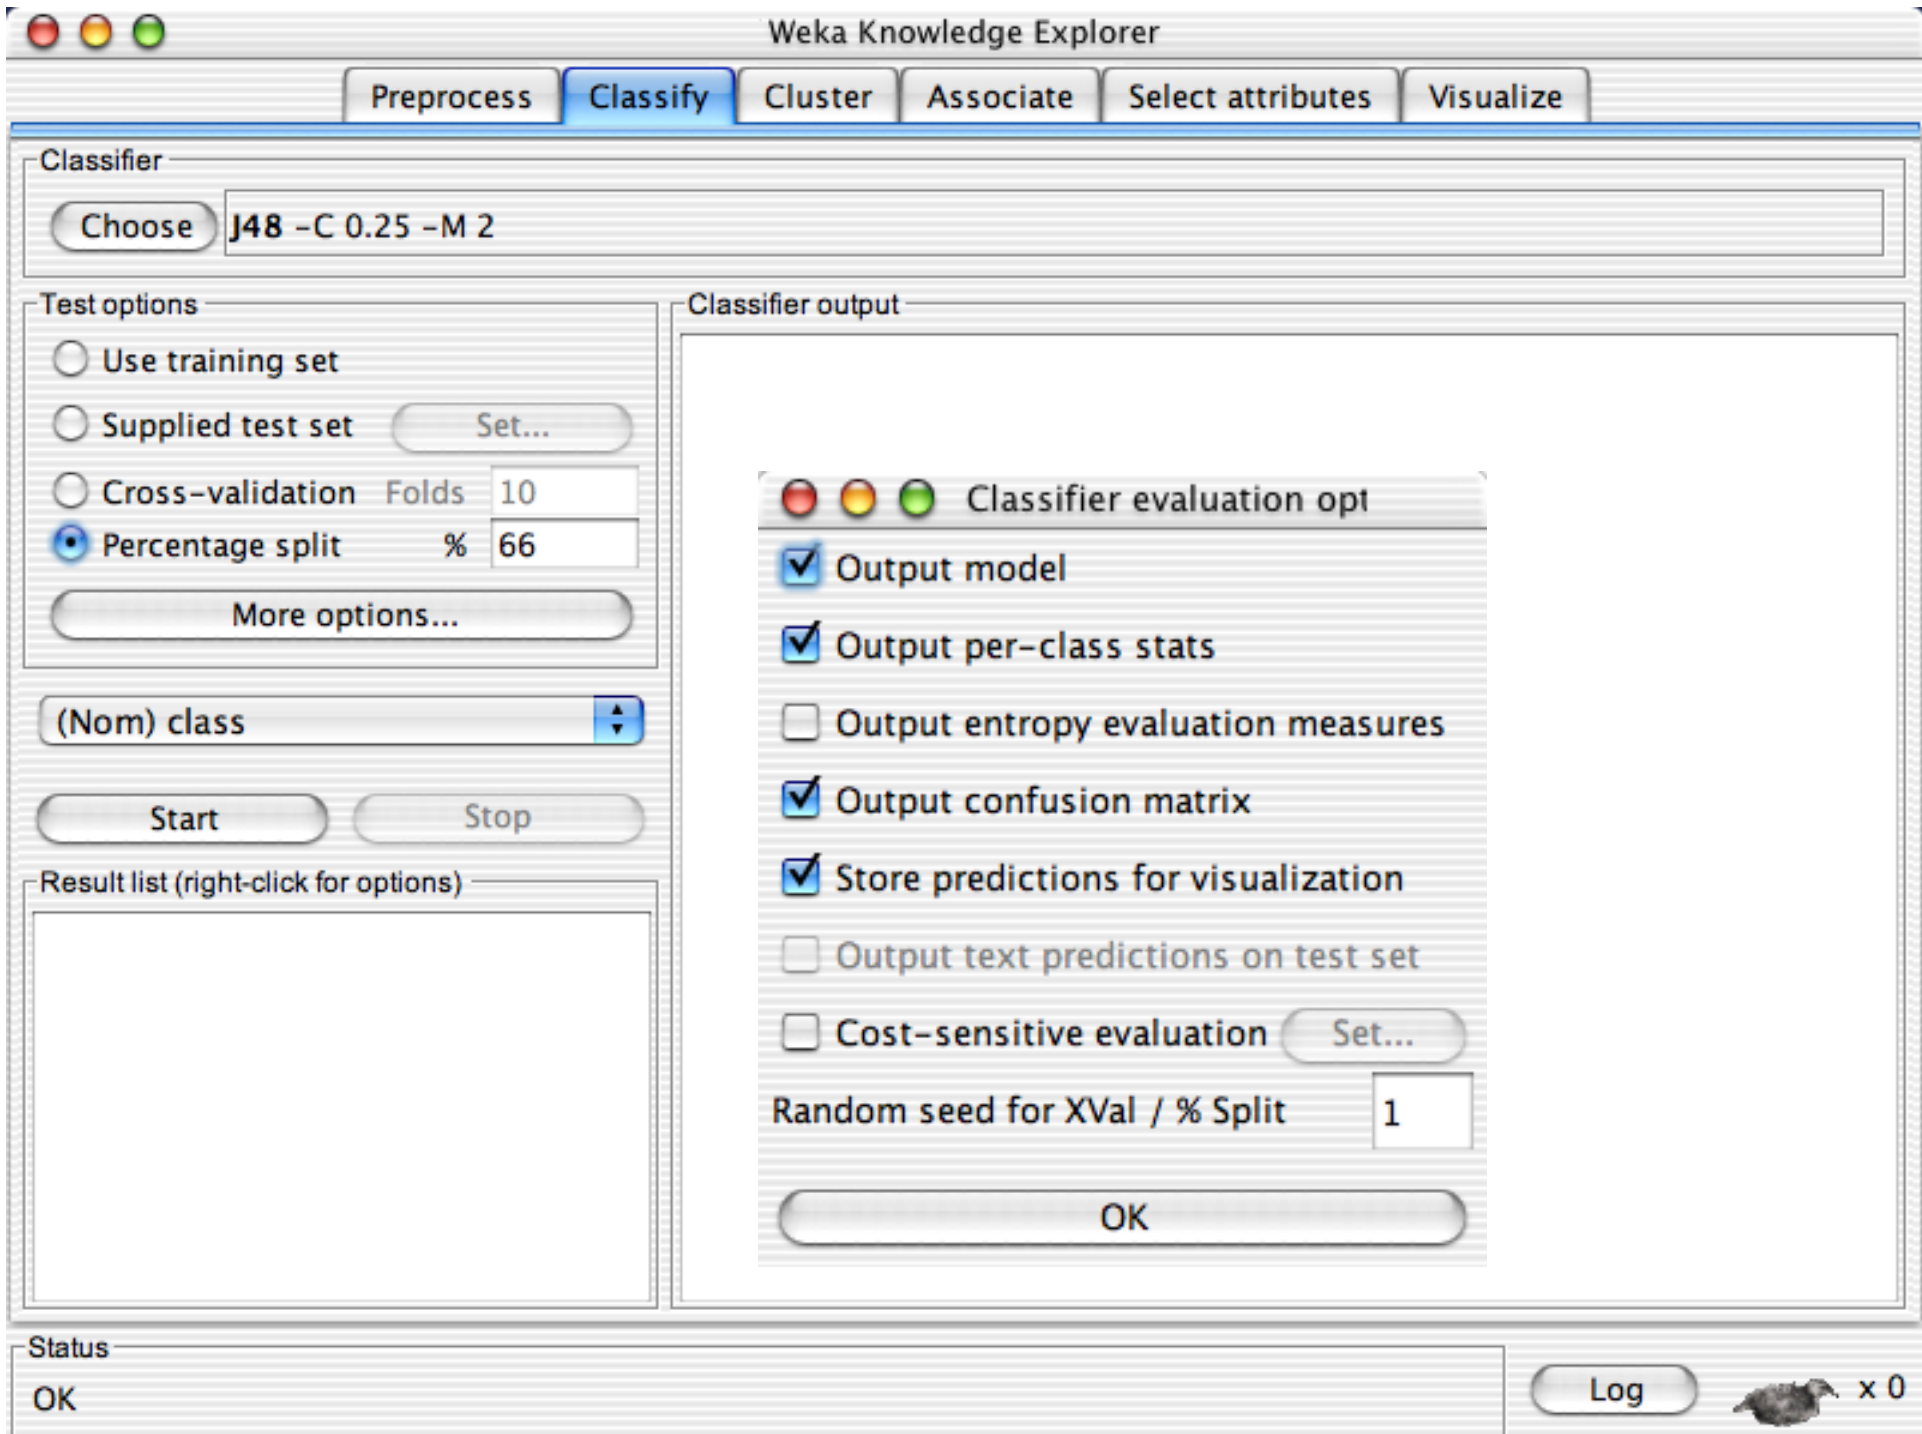 Weka Knowledge Explorer
Preprocess Classify Cluster Associate Select attributes Visualize
Classifier
Choose J48 -C 0.25 -M 2
Test options
Use training set
Supplied test set Set...
Cross-validation Folds 10
Percentage split % 66
More options...
(Nom) class
Start Stop
Result list (right-click for options)
Classifier output
Classifier evaluation opt
Output model
Output per-class stats
Output entropy evaluation measures
Output confusion matrix
Store predictions for visualization
Output text predictions on test set
Cost-sensitive evaluation Set...
Random seed for XVal / % Split 1
OK
Status
OK
Log x 0